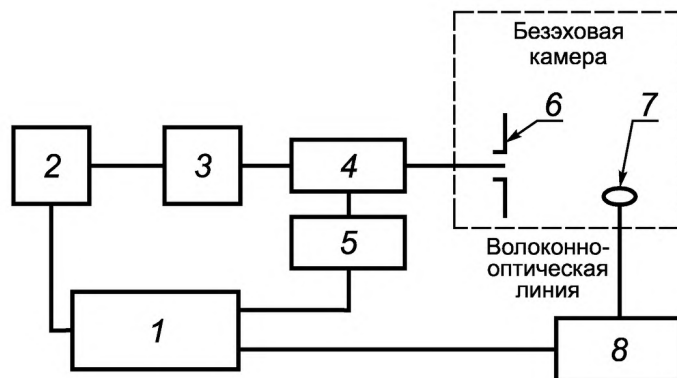 Безэховая
камера
6
7
2
3
4
5
Волоконно-
оптическая
линия
1
8